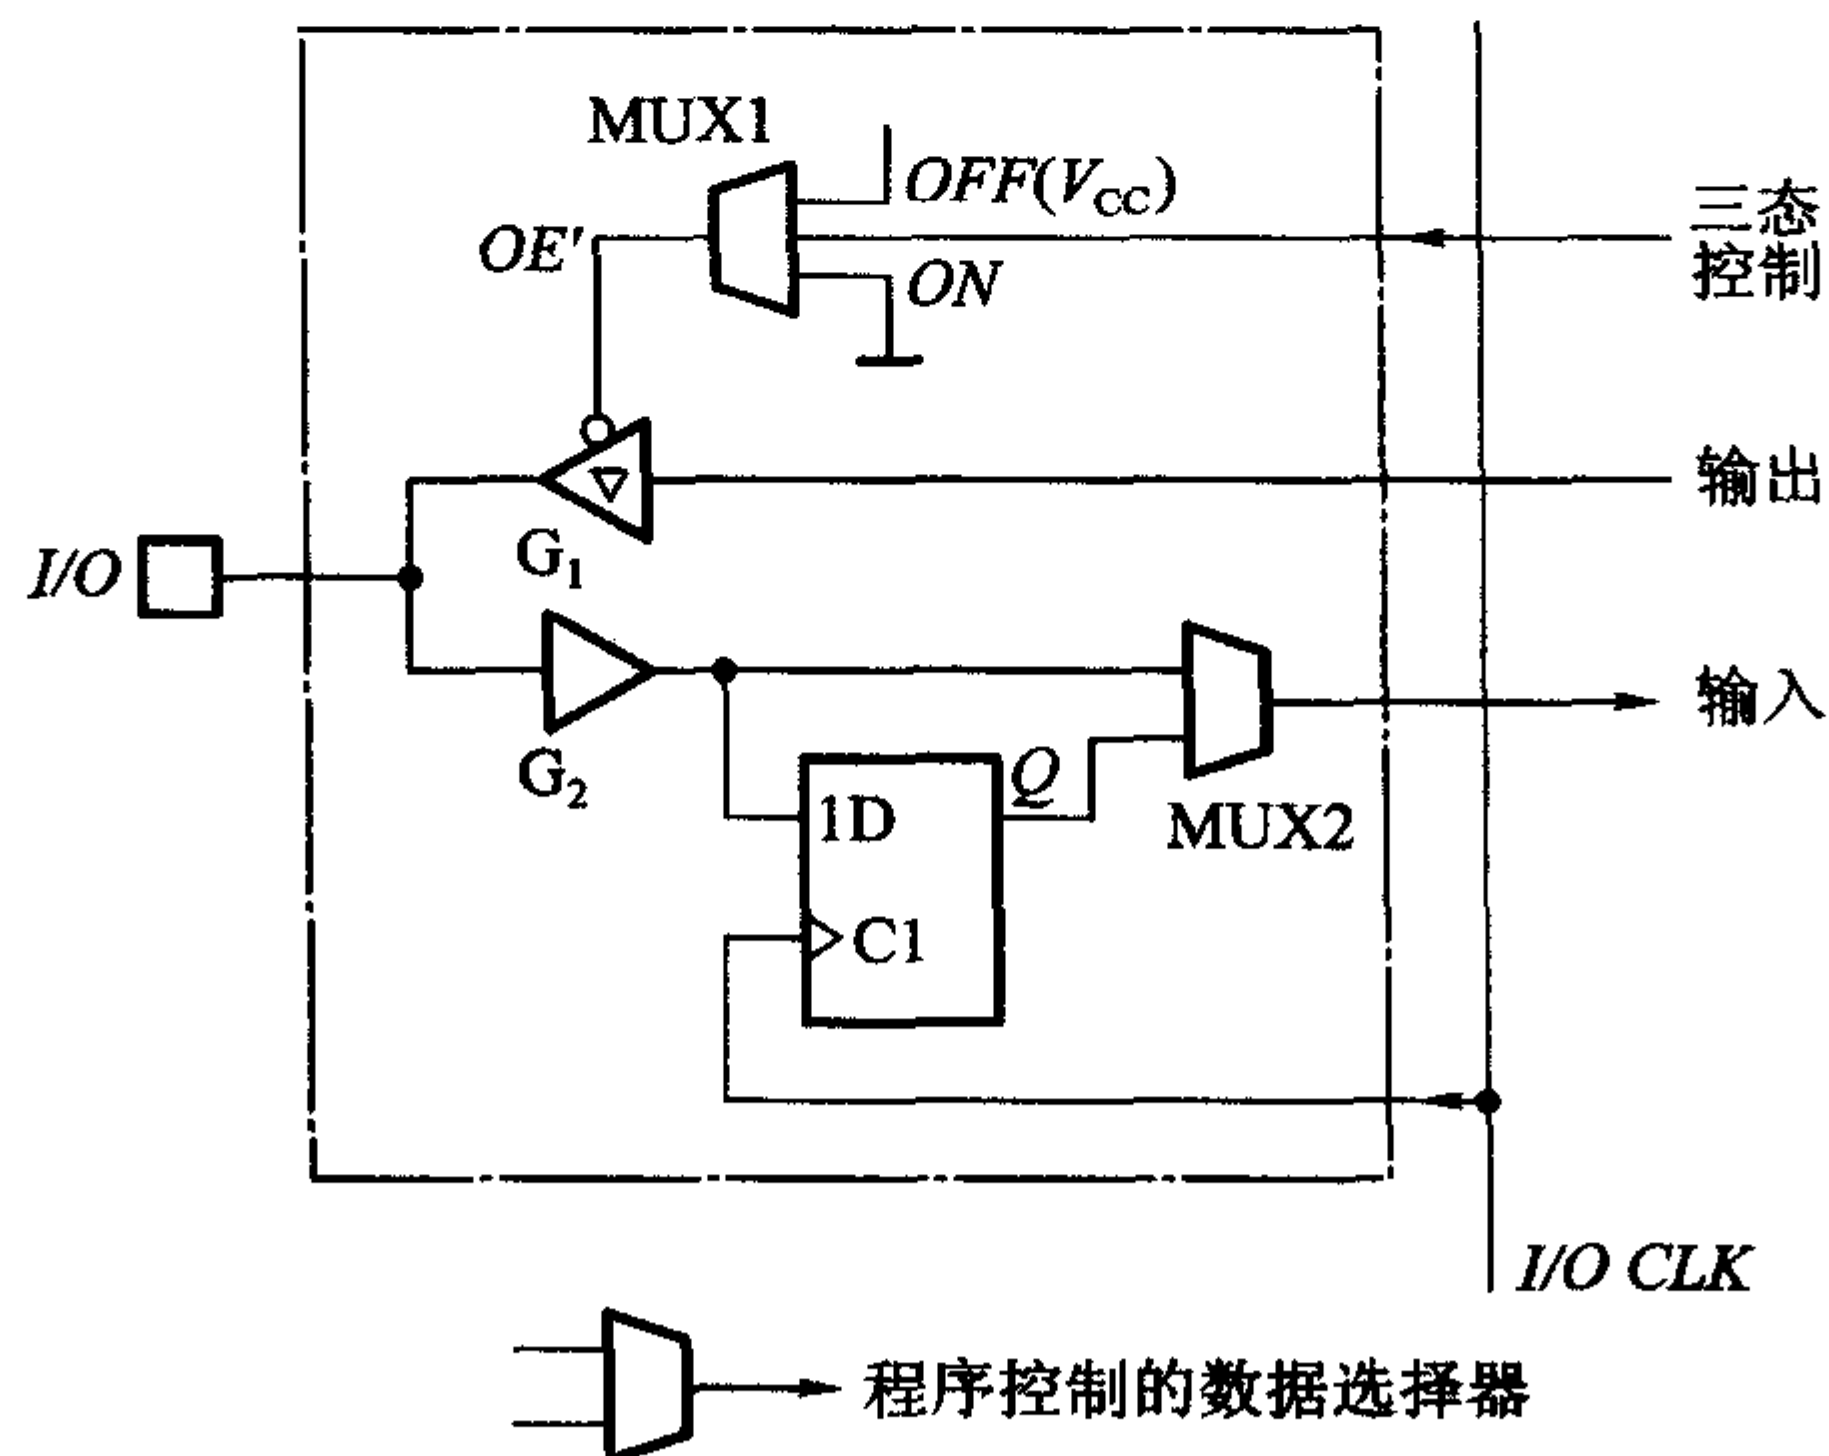 MUX1
OFF(V_CC)
OE'
ON
三态
控制
输出
G₁
I/O
G₂
输入
Q
1D
MUX2
C1
I/O CLK
程序控制的数据选择器